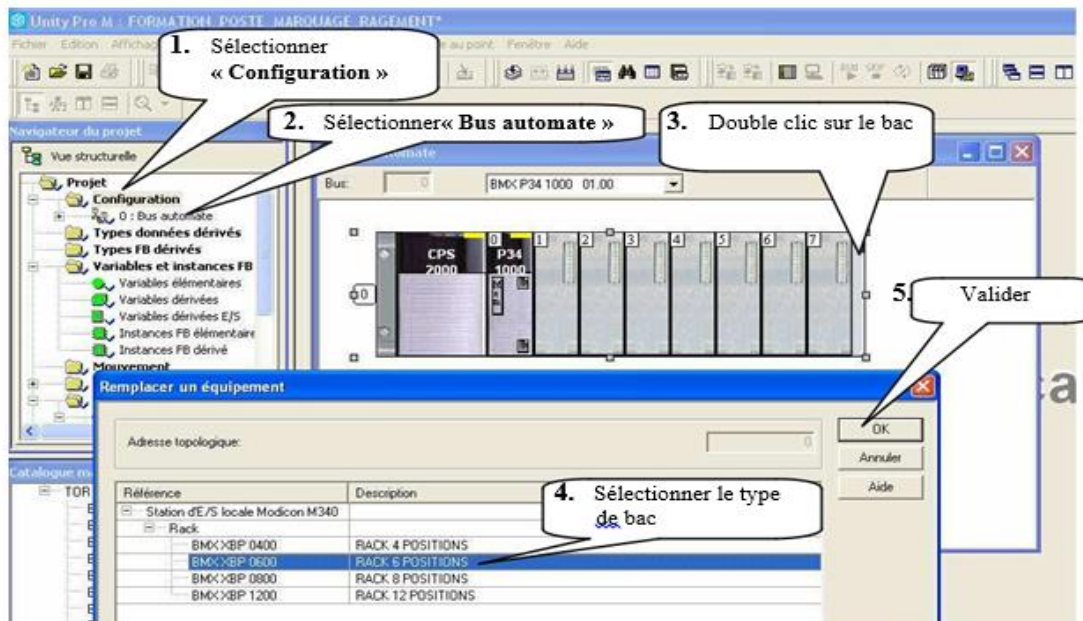 Unity Pro M : FORMATION_POSTE_MARQUAGE_RAGEMENT*
Fichier Edition Affichag au point Fenêtre Aide
1. Sélectionner
« Configuration »
2. Sélectionner« Bus automate »
3. Double clic sur le bac
Navigateur du projet
Vue structurelle
Projet
Configuration
0 : Bus automate
Types données dérivés
Types FB dérivés
Variables et instances FB
Variables élémentaires
Variables dérivées
Variables dérivées E/S
Instances FB élémentaire
Instances FB dérivé
Mouvement
automate
Bus: 0 BMX P34 1000 01.00
CPS
2000
0
P34
1000
1 2 3 4 5 6 7
0
5. Valider
Remplacer un équipement
Adresse topologique: 0
OK
Annuler
Aide
Catalogue m
TOR
Référence Description
4. Sélectionner le type
de bac
Station d'E/S locale Modicon M340
Rack
BMX XBP 0400 RACK 4 POSITIONS
BMX XBP 0600 RACK 6 POSITIONS
BMX XBP 0800 RACK 8 POSITIONS
BMX XBP 1200 RACK 12 POSITIONS